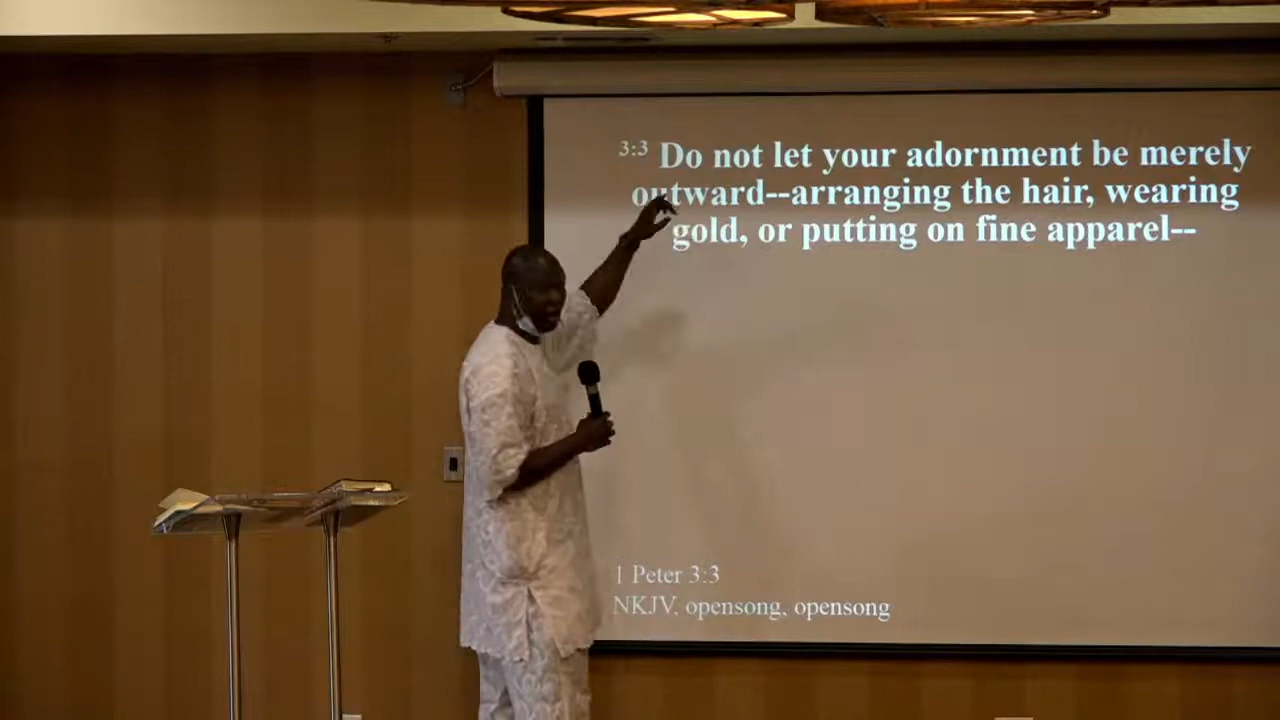 3:3 Do not let your adornment be merely
outward--arranging the hair, wearing
gold, or putting on fine apparel--
1 Peter 3:3
NKJV, opensong, opensong